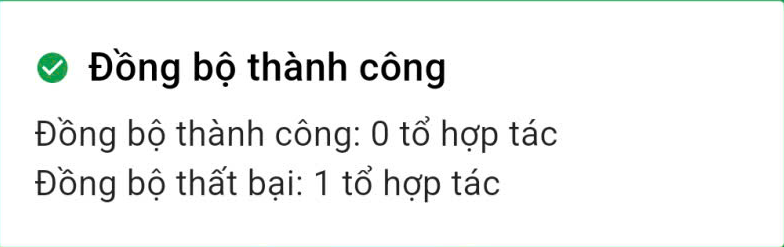 Đồng bộ thành công
Đồng bộ thành công: 0 tổ hợp tác
Đồng bộ thất bại: 1 tổ hợp tác